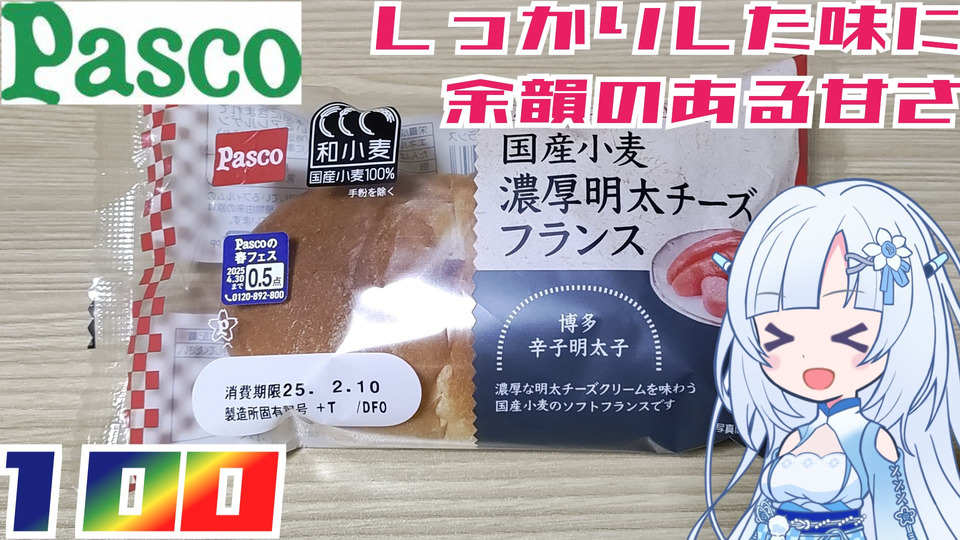 Pasco
しっかりした味に
余韻のある甘さ
Pasco
和小麦
国産小麦100%
手粉を除く
国産小麦
濃厚明太チーズ
フランス
Pascoの
春フェス
2025
4.30
まで
0.5点
0120-892-800
博多
辛子明太子
濃厚な明太チーズクリームを味わう
国産小麦のソフトフランスです
消費期限25. 2.10
製造所固有記号 +T /DFO
写真は
100